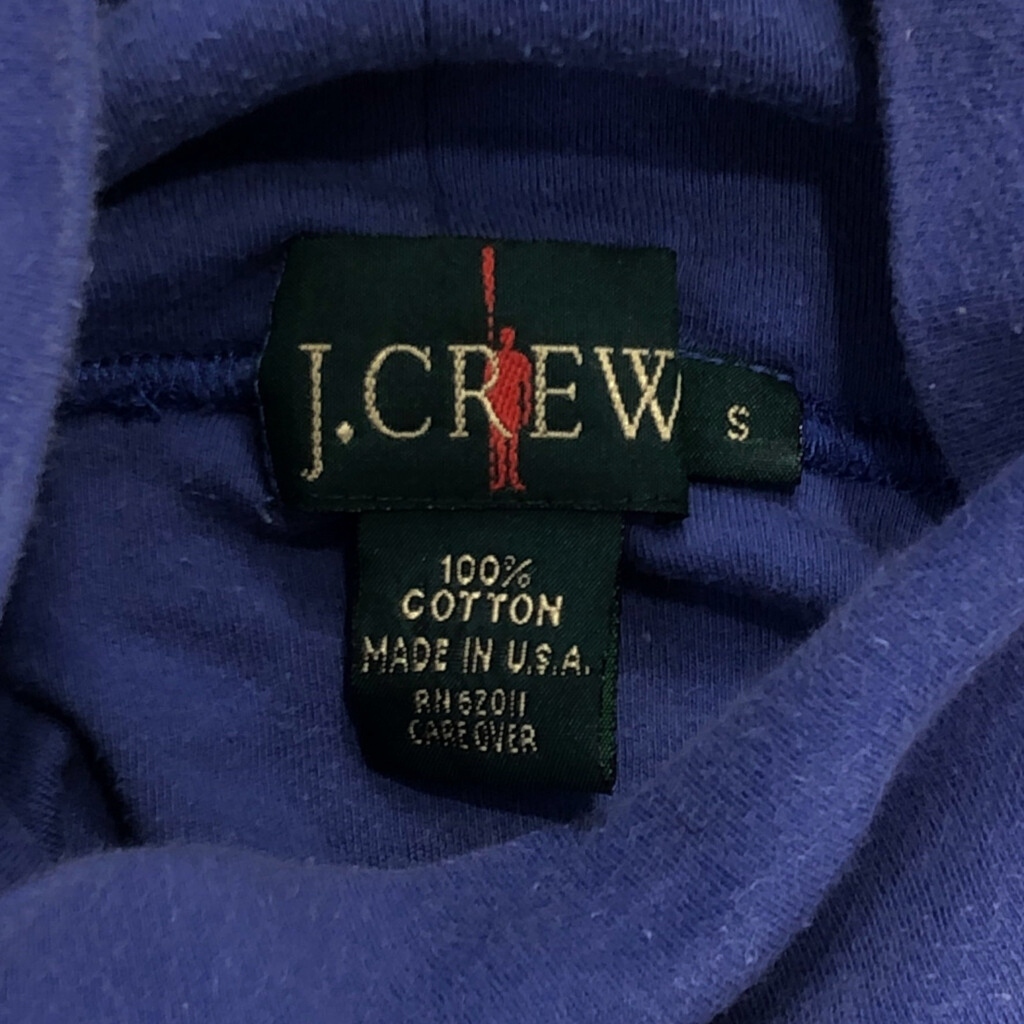 J.CREW
S
100%
COTTON
MADE IN U.S.A.
RN 62011
CARE OVER